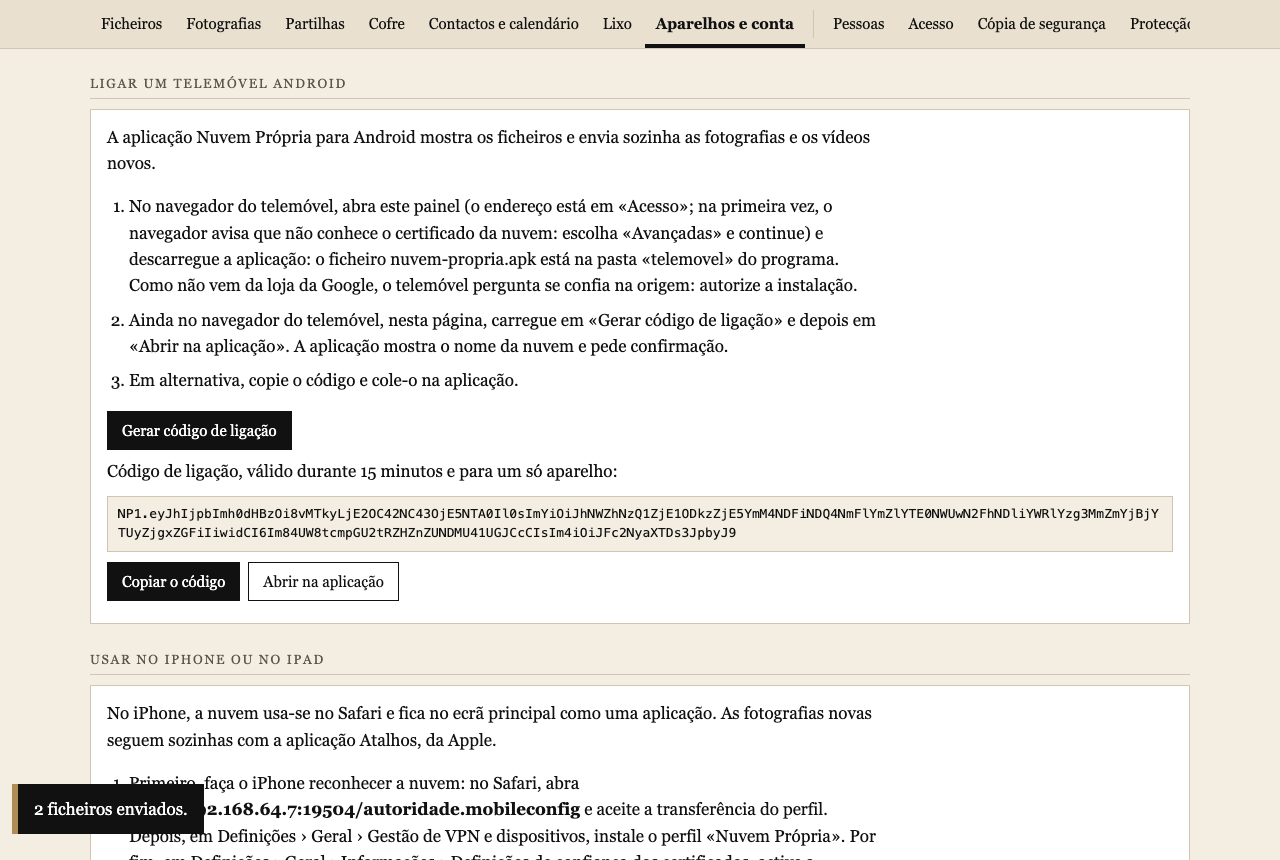 Ficheiros Fotografias Partilhas Cofre Contactos e calendário Lixo Aparelhos e conta Pessoas Acesso Cópia de segurança
LIGAR UM TELEMÓVEL ANDROID
A aplicação Nuvem Própria para Android mostra os ficheiros e envia sozinha as fotografias e os vídeos
novos.
1. No navegador do telemóvel, abra este painel (o endereço está em «Acesso»; na primeira vez, o
navegador avisa que não conhece o certificado da nuvem: escolha «Avançadas» e continue) e
descarregue a aplicação: o ficheiro nuvem-propria.apk está na pasta «telemovel» do programa.
Como não vem da loja da Google, o telemóvel pergunta se confia na origem: autorize a instalação.
2. Ainda no navegador do telemóvel, nesta página, carregue em «Gerar código de ligação» e depois em
«Abrir na aplicação». A aplicação mostra o nome da nuvem e pede confirmação.
3. Em alternativa, copie o código e cole-o na aplicação.
Gerar código de ligação
Código de ligação, válido durante 15 minutos e para um só aparelho:
NP1.eyJhIjpbImh0dHBzOi8vMTkyLjE2OC42NC43OjE5NTA0Il0sImYiOiJhNWZhNzQ1ZjE1ODkzZjE5YmM4NDFiNDQ4NmFlYmZlYTE0NWUwN2FhNDliYWRlYzg3MmZmYjBjY
TUyZjgxZGFiIiwidCI6Im84UW8tcmpGU2tRZHZnZUNDMU41UGJCcCIsIm4iOiJFc2NyaXTDs3JpbyJ9
Copiar o código Abrir na aplicação
USAR NO IPHONE OU NO IPAD
No iPhone, a nuvem usa-se no Safari e fica no ecrã principal como uma aplicação. As fotografias novas
seguem sozinhas com a aplicação Atalhos, da Apple.
1. Primeiro, faça o iPhone reconhecer a nuvem: no Safari, abra
2.168.64.7:19504/autoridade.mobileconfig e aceite a transferência do perfil.
Depois, em Definições › Geral › Gestão de VPN e dispositivos, instale o perfil «Nuvem Própria». Por
2 ficheiros enviados.